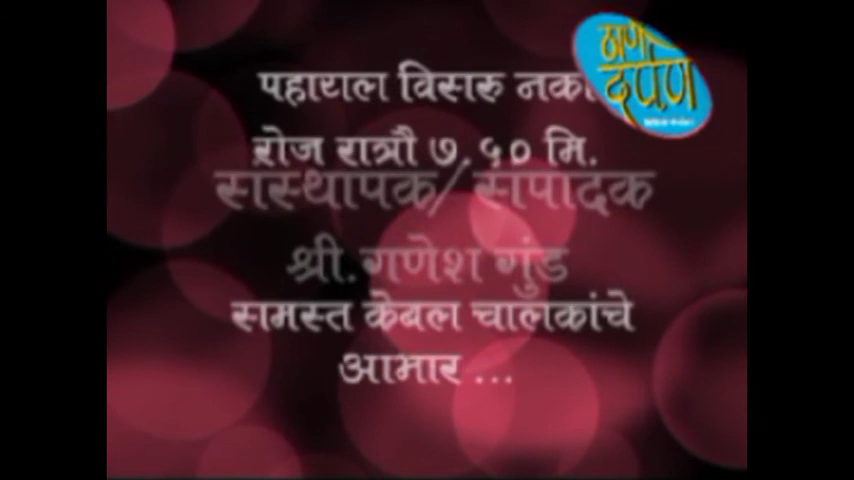 ठाणे
दर्पण
पहायला विसरु नका
रोज रात्रौ ७.५० मि.
संस्थापक/ संपादक
श्री.गणेश गुंड
समस्त केबल चालकांचे
आभार ...